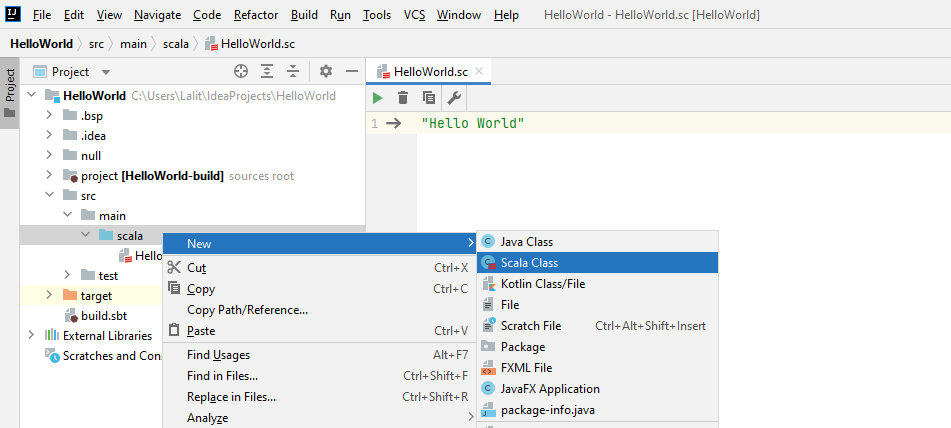 IJ File Edit View Navigate Code Refactor Build Run Tools VCS Window Help HelloWorld - HelloWorld.sc [HelloWorld]
HelloWorld src main scala HelloWorld.sc
Project
Project
HelloWorld.sc
HelloWorld C:\Users\Lalit\IdeaProjects\HelloWorld
.bsp
.idea
null
project [HelloWorld-build] sources root
src
main
scala
Hello
test
target
build.sbt
External Libraries
Scratches and Con
1 "Hello World"
New
Cut Ctrl+X
Copy Ctrl+C
Copy Path/Reference...
Paste Ctrl+V
Find Usages Alt+F7
Find in Files... Ctrl+Shift+F
Replace in Files... Ctrl+Shift+R
Analyze
Java Class
Scala Class
Kotlin Class/File
File
Scratch File Ctrl+Alt+Shift+Insert
Package
FXML File
JavaFX Application
package-info.java